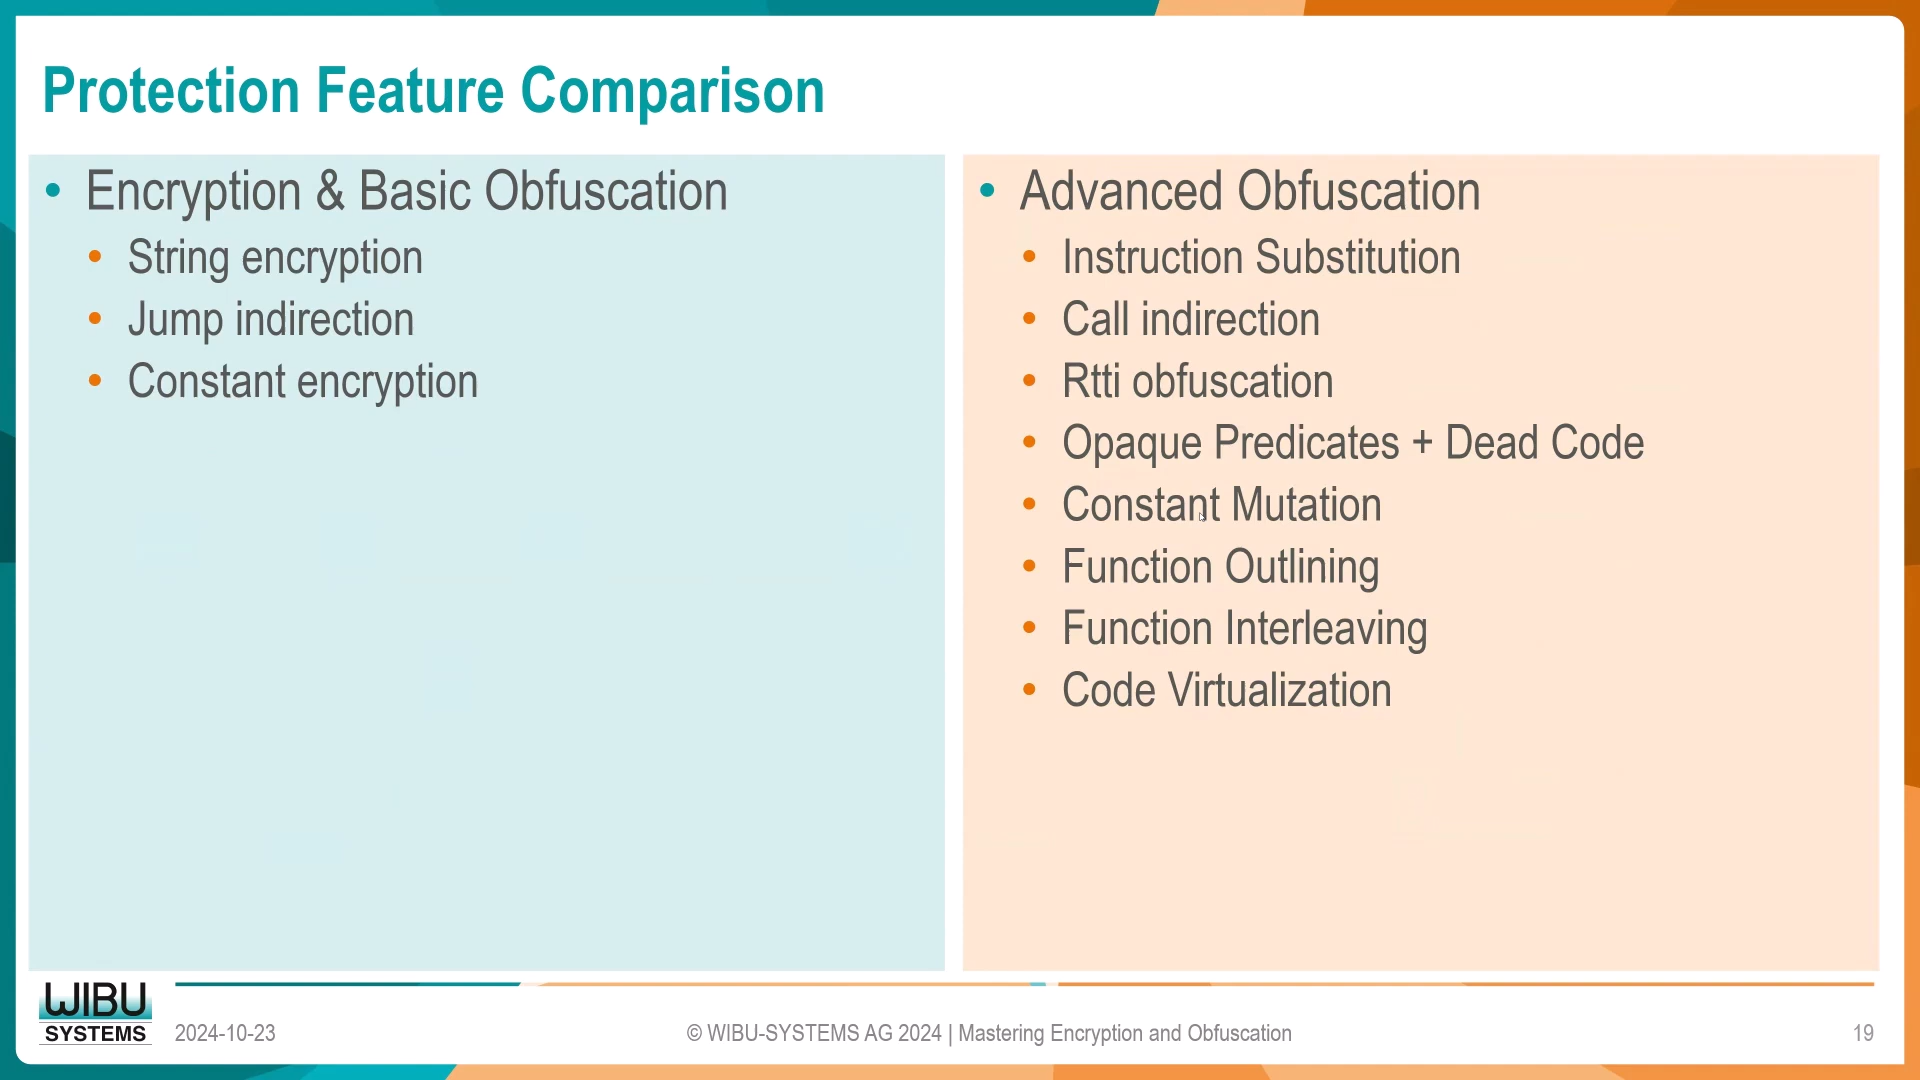 Protection Feature Comparison
• Encryption & Basic Obfuscation
• String encryption
• Jump indirection
• Constant encryption
• Advanced Obfuscation
• Instruction Substitution
• Call indirection
• Rtti obfuscation
• Opaque Predicates + Dead Code
• Constant Mutation
• Function Outlining
• Function Interleaving
• Code Virtualization
WIBU
SYSTEMS
2024-10-23
© WIBU-SYSTEMS AG 2024 | Mastering Encryption and Obfuscation
19